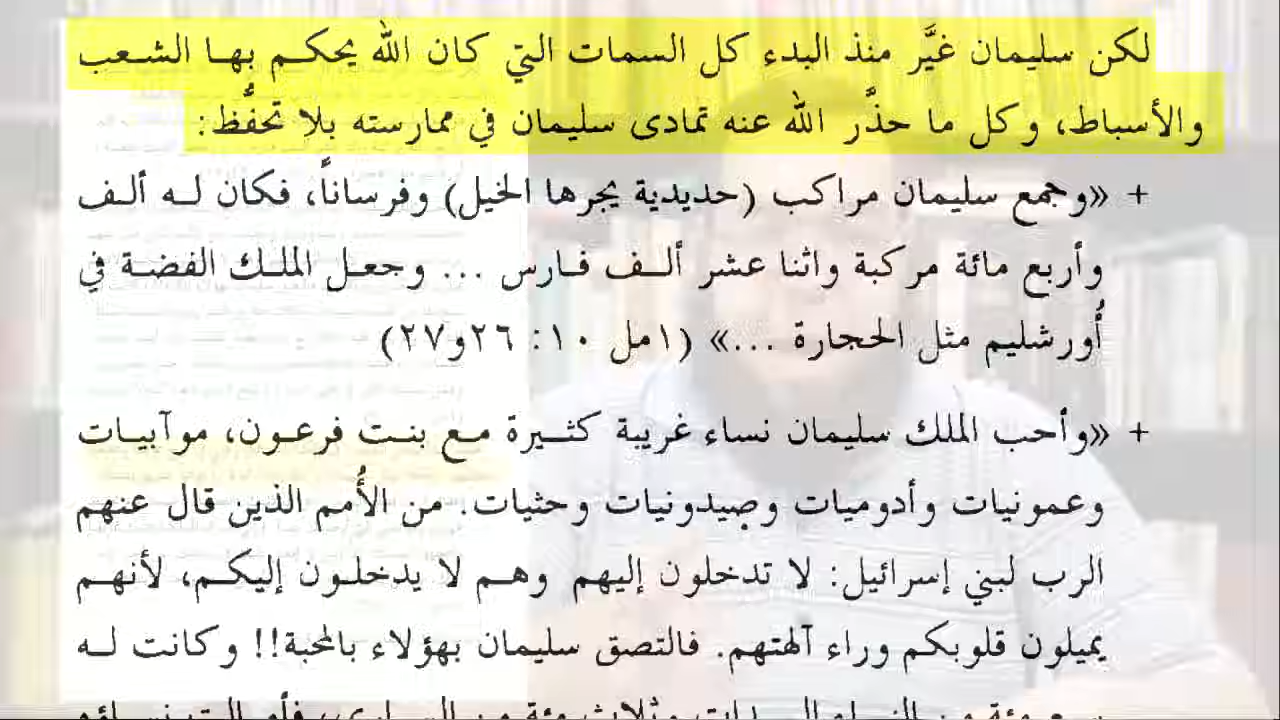 لكن سليمان غيَّر منذ البدء كل السمات التي كان الله يحكم بها الشعب
والأسباط، وكل ما حذَّر الله عنه تمادى سليمان في ممارسته بلا تحفُّظ:
+ «وجمع سليمان مراكب (حديدية يجرها الخيل) وفرساناً، فكان له ألف
وأربع مائة مركبة واثنا عشر ألف فارس ... وجعل الملك الفضة في
أُورشليم مثل الحجارة ...» (١مل ١٠: ٢٦و٢٧)
+ «وأحب الملك سليمان نساء غريبة كثيرة مع بنت فرعون، موآبيات
وعمونيات وأدوميات وصيدونيات وحثيات. من الأُمم الذين قال عنهم
الرب لبني إسرائيل: لا تدخلون إليهم وهم لا يدخلون إليكم، لأنهم
يميلون قلوبكم وراء آلهتهم. فالتصق سليمان بهؤلاء بالمحبة!! وكانت له